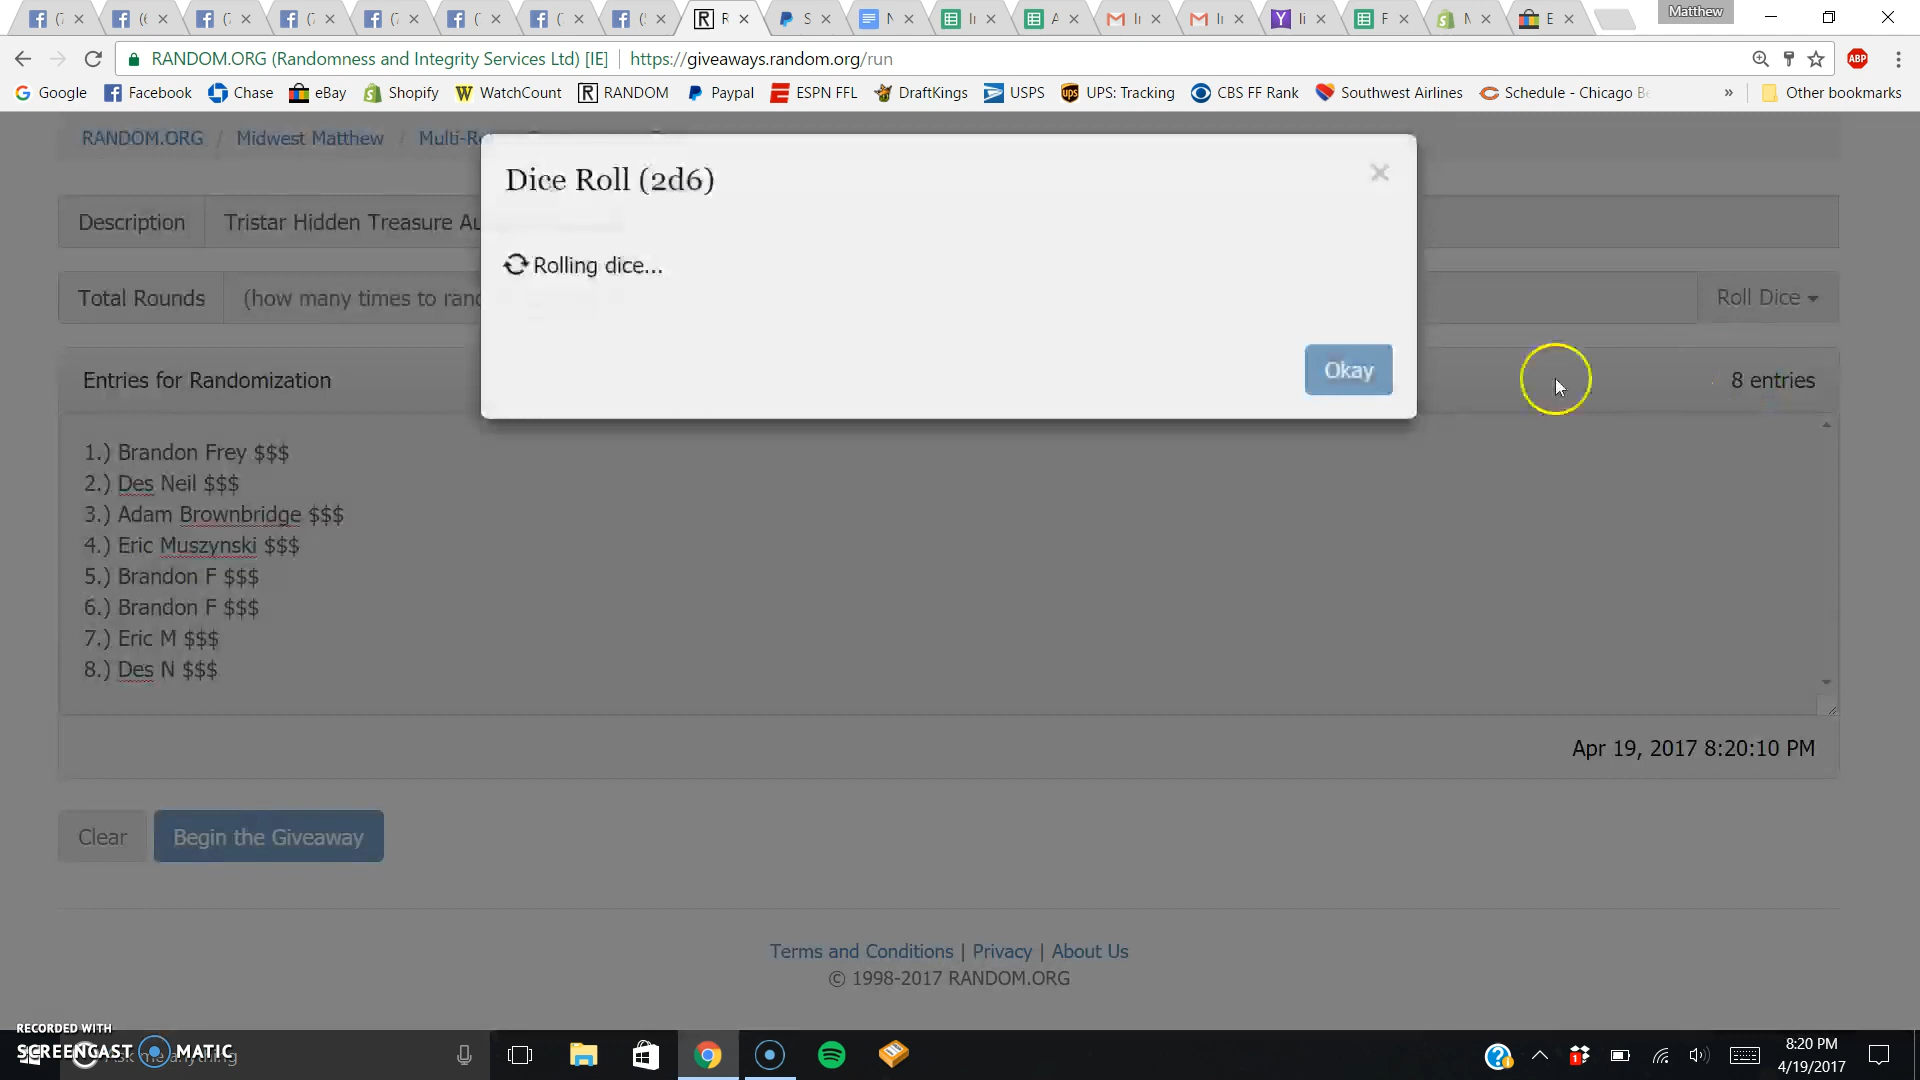 Matthew
RANDOM.ORG (Randomness and Integrity Services Ltd) [IE] https://giveaways.random.org/run
ABP
Google Facebook Chase eBay Shopify WatchCount RANDOM Paypal ESPN FFL DraftKings USPS UPS: Tracking CBS FF Rank Southwest Airlines Schedule - Chicago » Other bookmarks
RANDOM.ORG / Midwest Matthew /
Dice Roll (2d6) ×
Description Tristar Hidden Treasure
Rolling dice...
Total Rounds (how many times to Roll Dice
Okay
Entries for Randomization 8 entries
1.) Brandon Frey $$$
2.) Des Neil $$$
3.) Adam Brownbridge $$$
4.) Eric Muszynski $$$
5.) Brandon F $$$
6.) Brandon F $$$
7.) Eric M $$$
8.) Des N $$$
Apr 19, 2017 8:20:10 PM
Clear Begin the Giveaway
Terms and Conditions | Privacy | About Us
© 1998-2017 RANDOM.ORG
RECORDED WITH
SCREENCAST MATIC
8:20 PM
4/19/2017